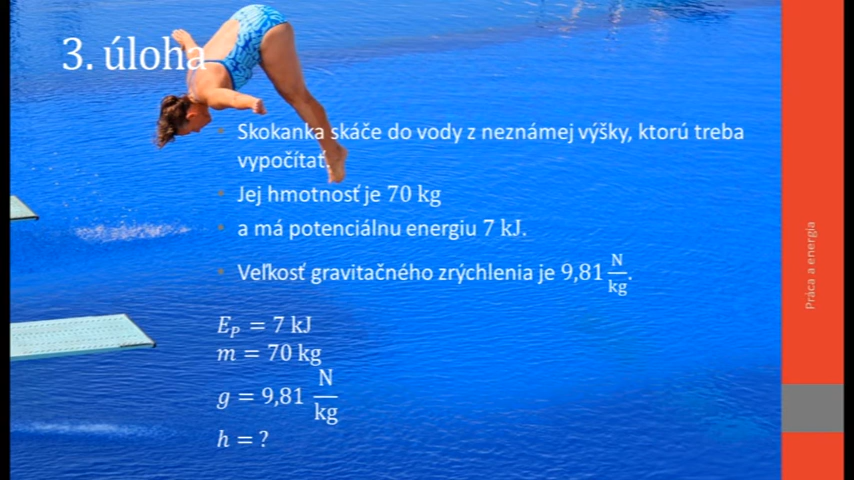 3. úloha
Skokanka skáče do vody z neznámej výšky, ktorú treba
vypočítať.
Jej hmotnosť je 70 kg
a má potenciálnu energiu 7 kJ.
Veľkosť gravitačného zrýchlenia je 9,81 N/kg.
E_P = 7 kJ
m = 70 kg
g = 9,81 N/kg
h = ?
Práca a energia